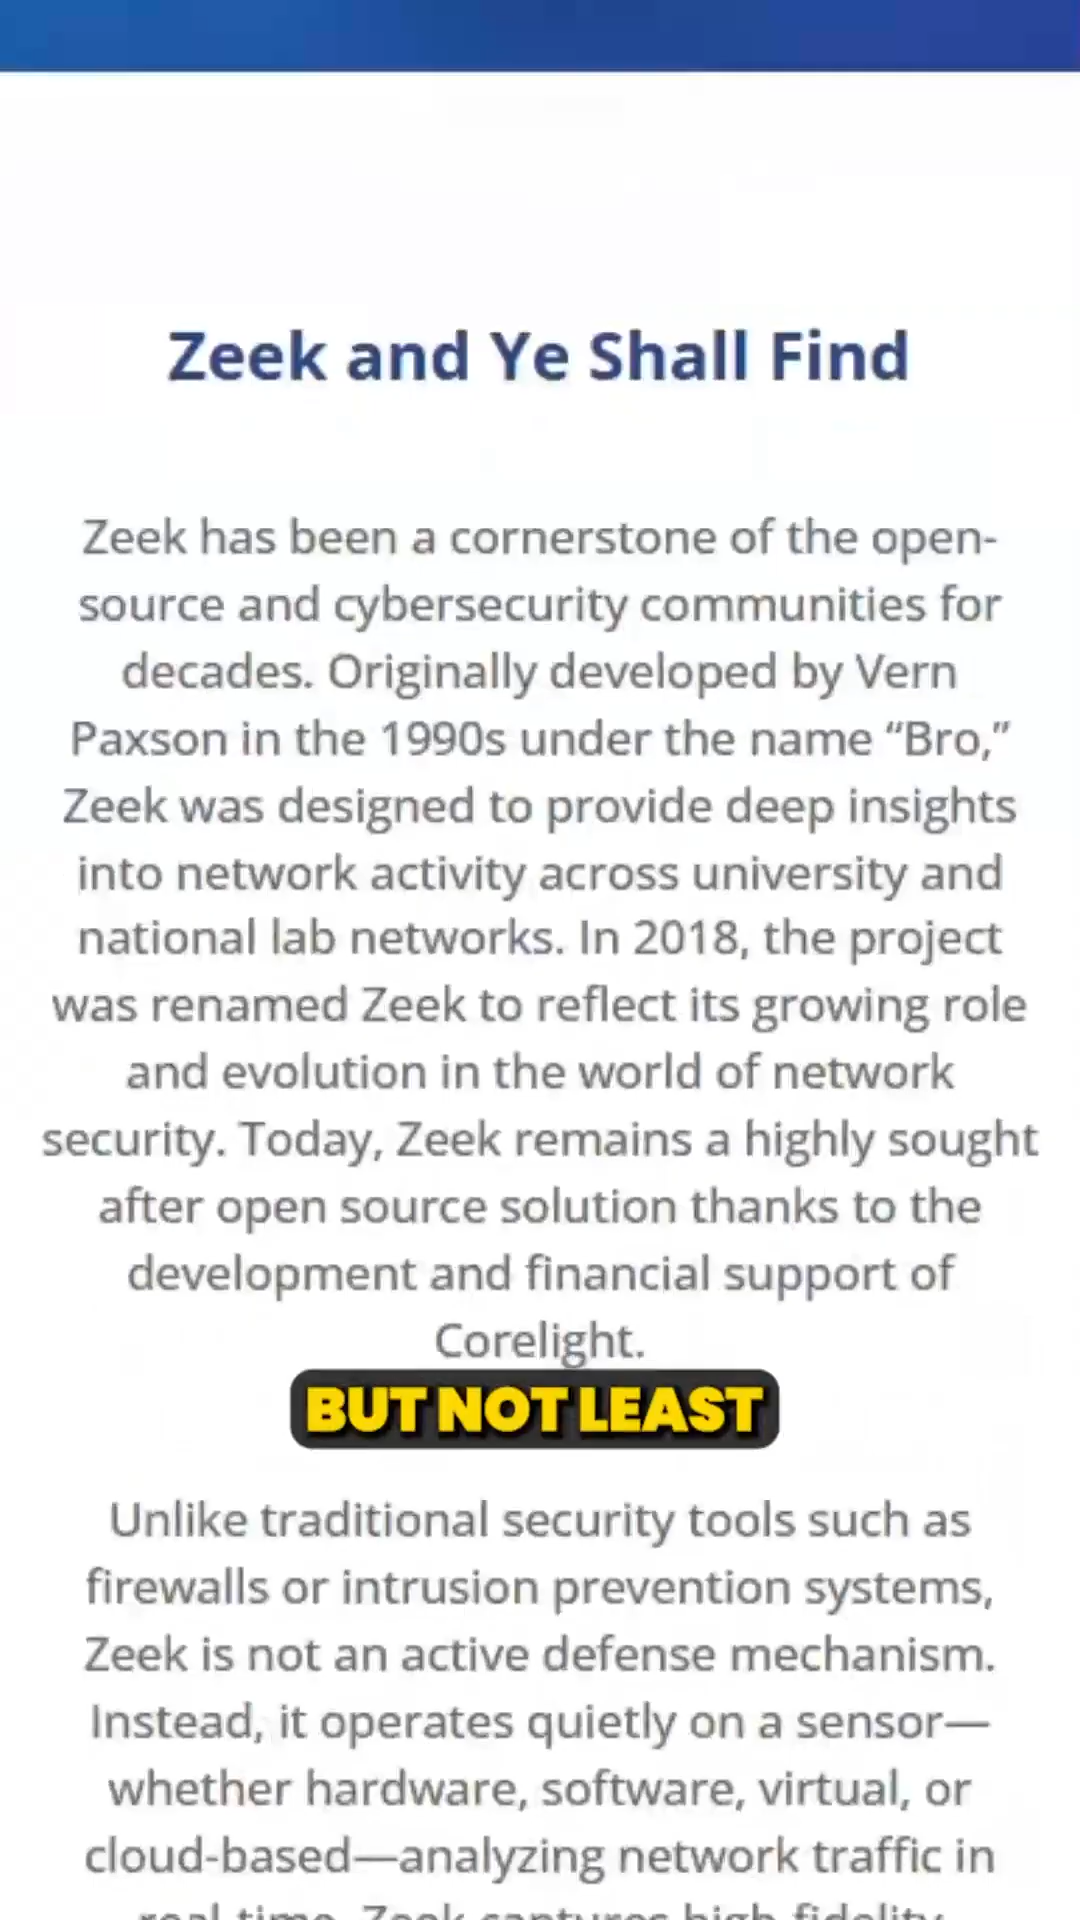 Zeek and Ye Shall Find
Zeek has been a cornerstone of the open-
source and cybersecurity communities for
decades. Originally developed by Vern
Paxson in the 1990s under the name “Bro,”
Zeek was designed to provide deep insights
into network activity across university and
national lab networks. In 2018, the project
was renamed Zeek to reflect its growing role
and evolution in the world of network
security. Today, Zeek remains a highly sought
after open source solution thanks to the
development and financial support of
Corelight.
BUT NOT LEAST
Unlike traditional security tools such as
firewalls or intrusion prevention systems,
Zeek is not an active defense mechanism.
Instead, it operates quietly on a sensor—
whether hardware, software, virtual, or
cloud-based—analyzing network traffic in
real-time. Zeek captures high-fidelity